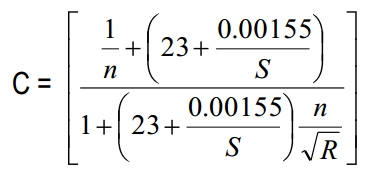 C = [ (1/n + (23 + 0.00155/S)) / (1 + (23 + 0.00155/S) n/√R) ]